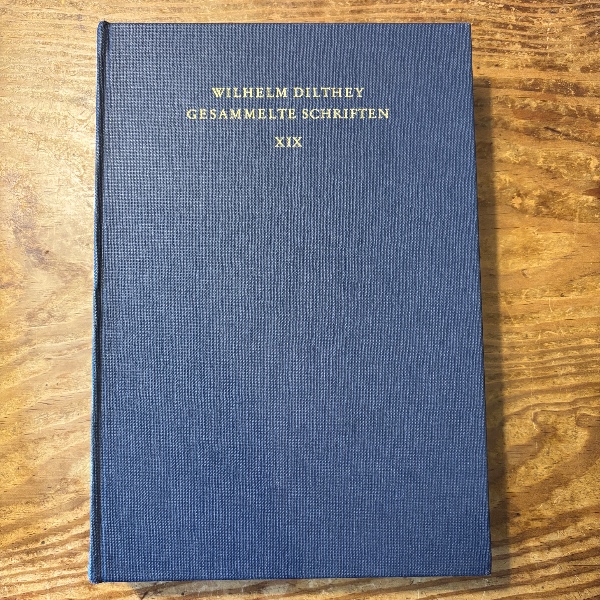 WILHELM DILTHEY
GESAMMELTE SCHRIFTEN
XIX